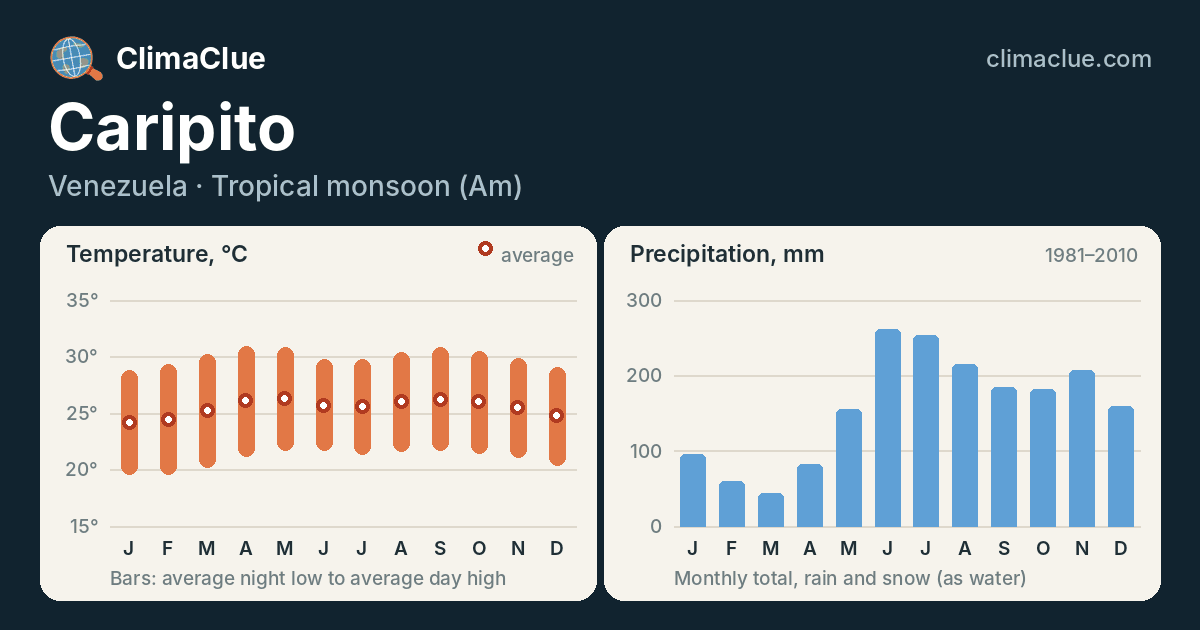 ClimaClue
climaclue.com
Caripito
Venezuela · Tropical monsoon (Am)
Temperature, °C
average
35°
30°
25°
20°
15°
J F M A M J J A S O N D
Bars: average night low to average day high
Precipitation, mm
1981–2010
300
200
100
0
J F M A M J J A S O N D
Monthly total, rain and snow (as water)